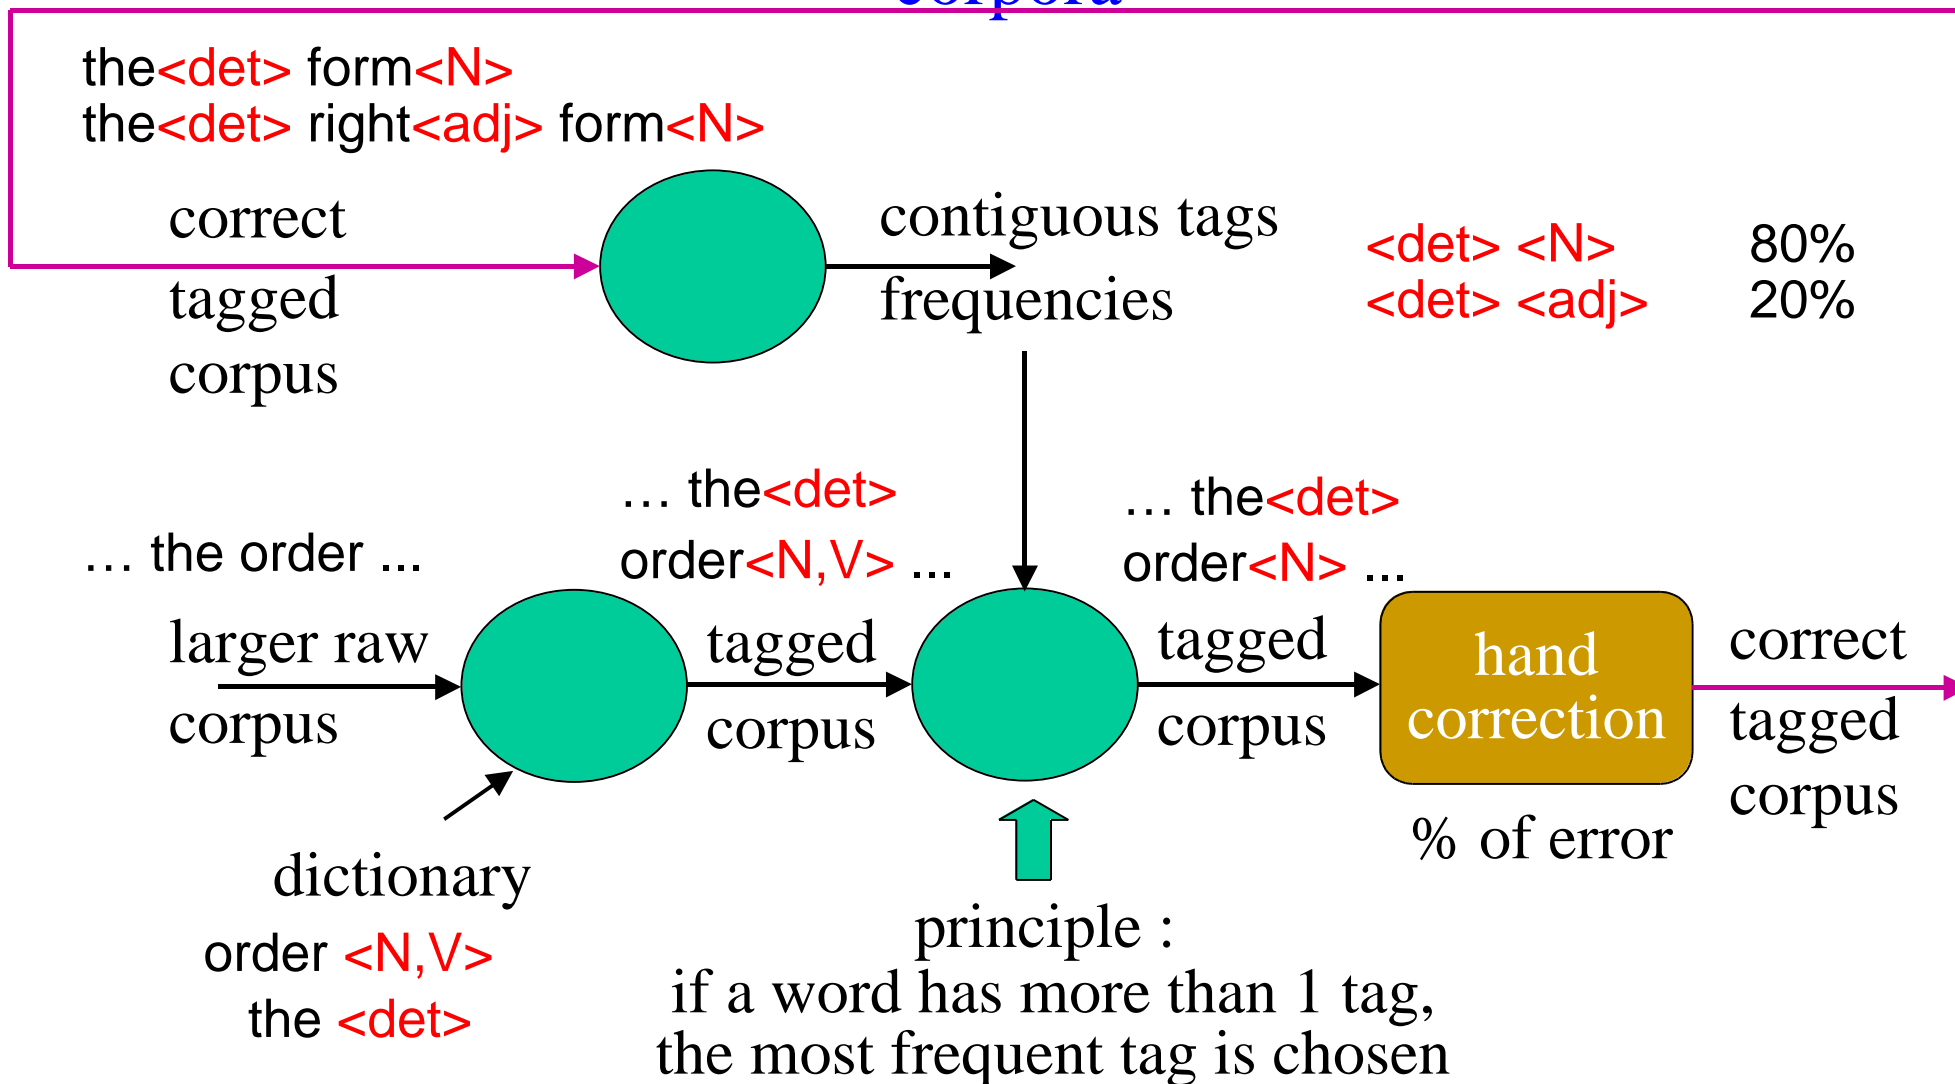 corpora
the<det> form<N>
the<det> right<adj> form<N>
correct
tagged
corpus
contiguous tags
frequencies
<det> <N> 80%
<det> <adj> 20%
… the order ...
… the<det>
order<N,V> ...
… the<det>
order<N> ...
larger raw
corpus
tagged
corpus
tagged
corpus
hand
correction
correct
tagged
corpus
% of error
dictionary
order <N,V>
the <det>
principle :
if a word has more than 1 tag,
the most frequent tag is chosen